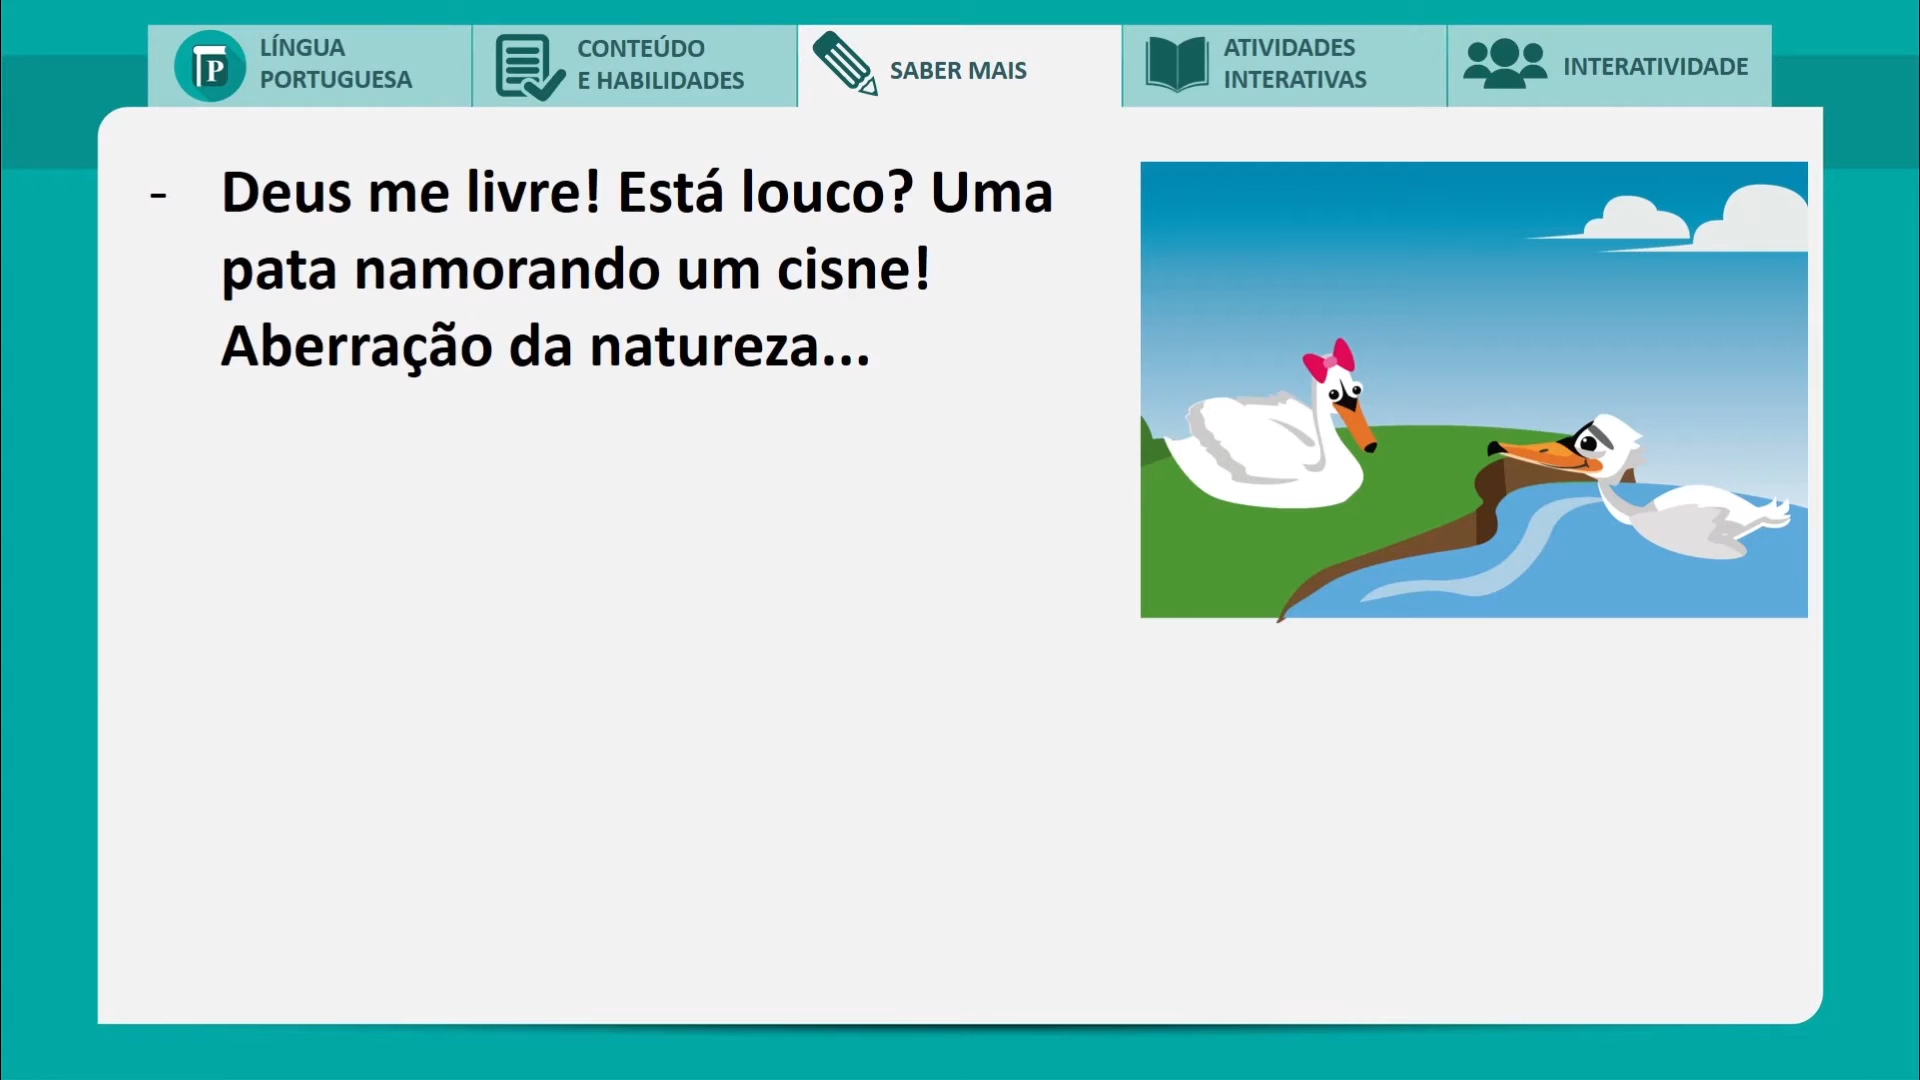 LÍNGUA
PORTUGUESA
CONTEÚDO
E HABILIDADES
SABER MAIS
ATIVIDADES
INTERATIVAS
INTERATIVIDADE
P
- Deus me livre! Está louco? Uma
pata namorando um cisne!
Aberração da natureza...